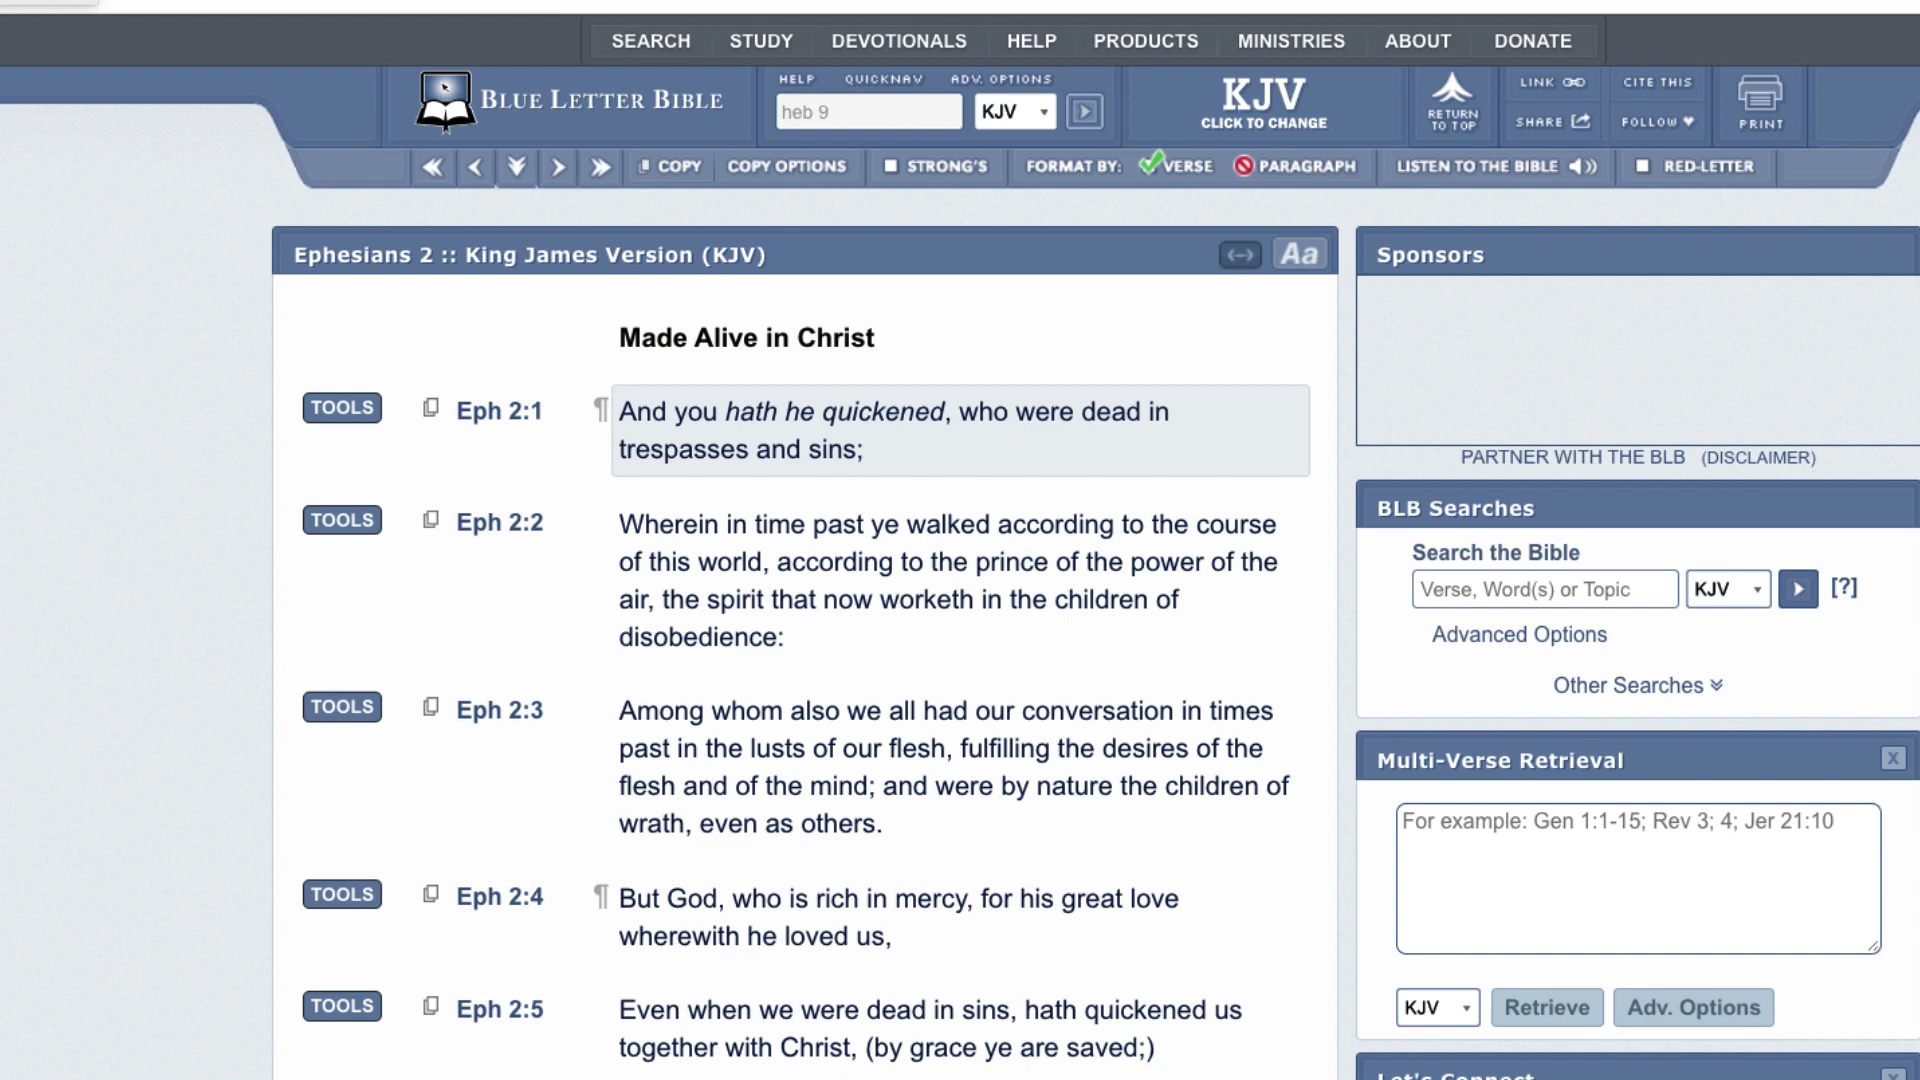 SEARCH STUDY DEVOTIONALS HELP PRODUCTS MINISTRIES ABOUT DONATE
BLUE LETTER BIBLE
HELP QUICKNAV ADV. OPTIONS
heb 9 KJV
KJV
CLICK TO CHANGE
RETURN
TO TOP
LINK CITE THIS
SHARE FOLLOW
PRINT
COPY COPY OPTIONS STRONG'S FORMAT BY: VERSE PARAGRAPH LISTEN TO THE BIBLE RED-LETTER
Ephesians 2 :: King James Version (KJV) Aa
Made Alive in Christ
TOOLS Eph 2:1 ¶ And you hath he quickened, who were dead in
trespasses and sins;
TOOLS Eph 2:2 Wherein in time past ye walked according to the course
of this world, according to the prince of the power of the
air, the spirit that now worketh in the children of
disobedience:
TOOLS Eph 2:3 Among whom also we all had our conversation in times
past in the lusts of our flesh, fulfilling the desires of the
flesh and of the mind; and were by nature the children of
wrath, even as others.
TOOLS Eph 2:4 ¶ But God, who is rich in mercy, for his great love
wherewith he loved us,
TOOLS Eph 2:5 Even when we were dead in sins, hath quickened us
together with Christ, (by grace ye are saved;)
Sponsors
PARTNER WITH THE BLB (DISCLAIMER)
BLB Searches
Search the Bible
Verse, Word(s) or Topic KJV [?]
Advanced Options
Other Searches
Multi-Verse Retrieval X
For example: Gen 1:1-15; Rev 3; 4; Jer 21:10
KJV Retrieve Adv. Options
Let's Connect X